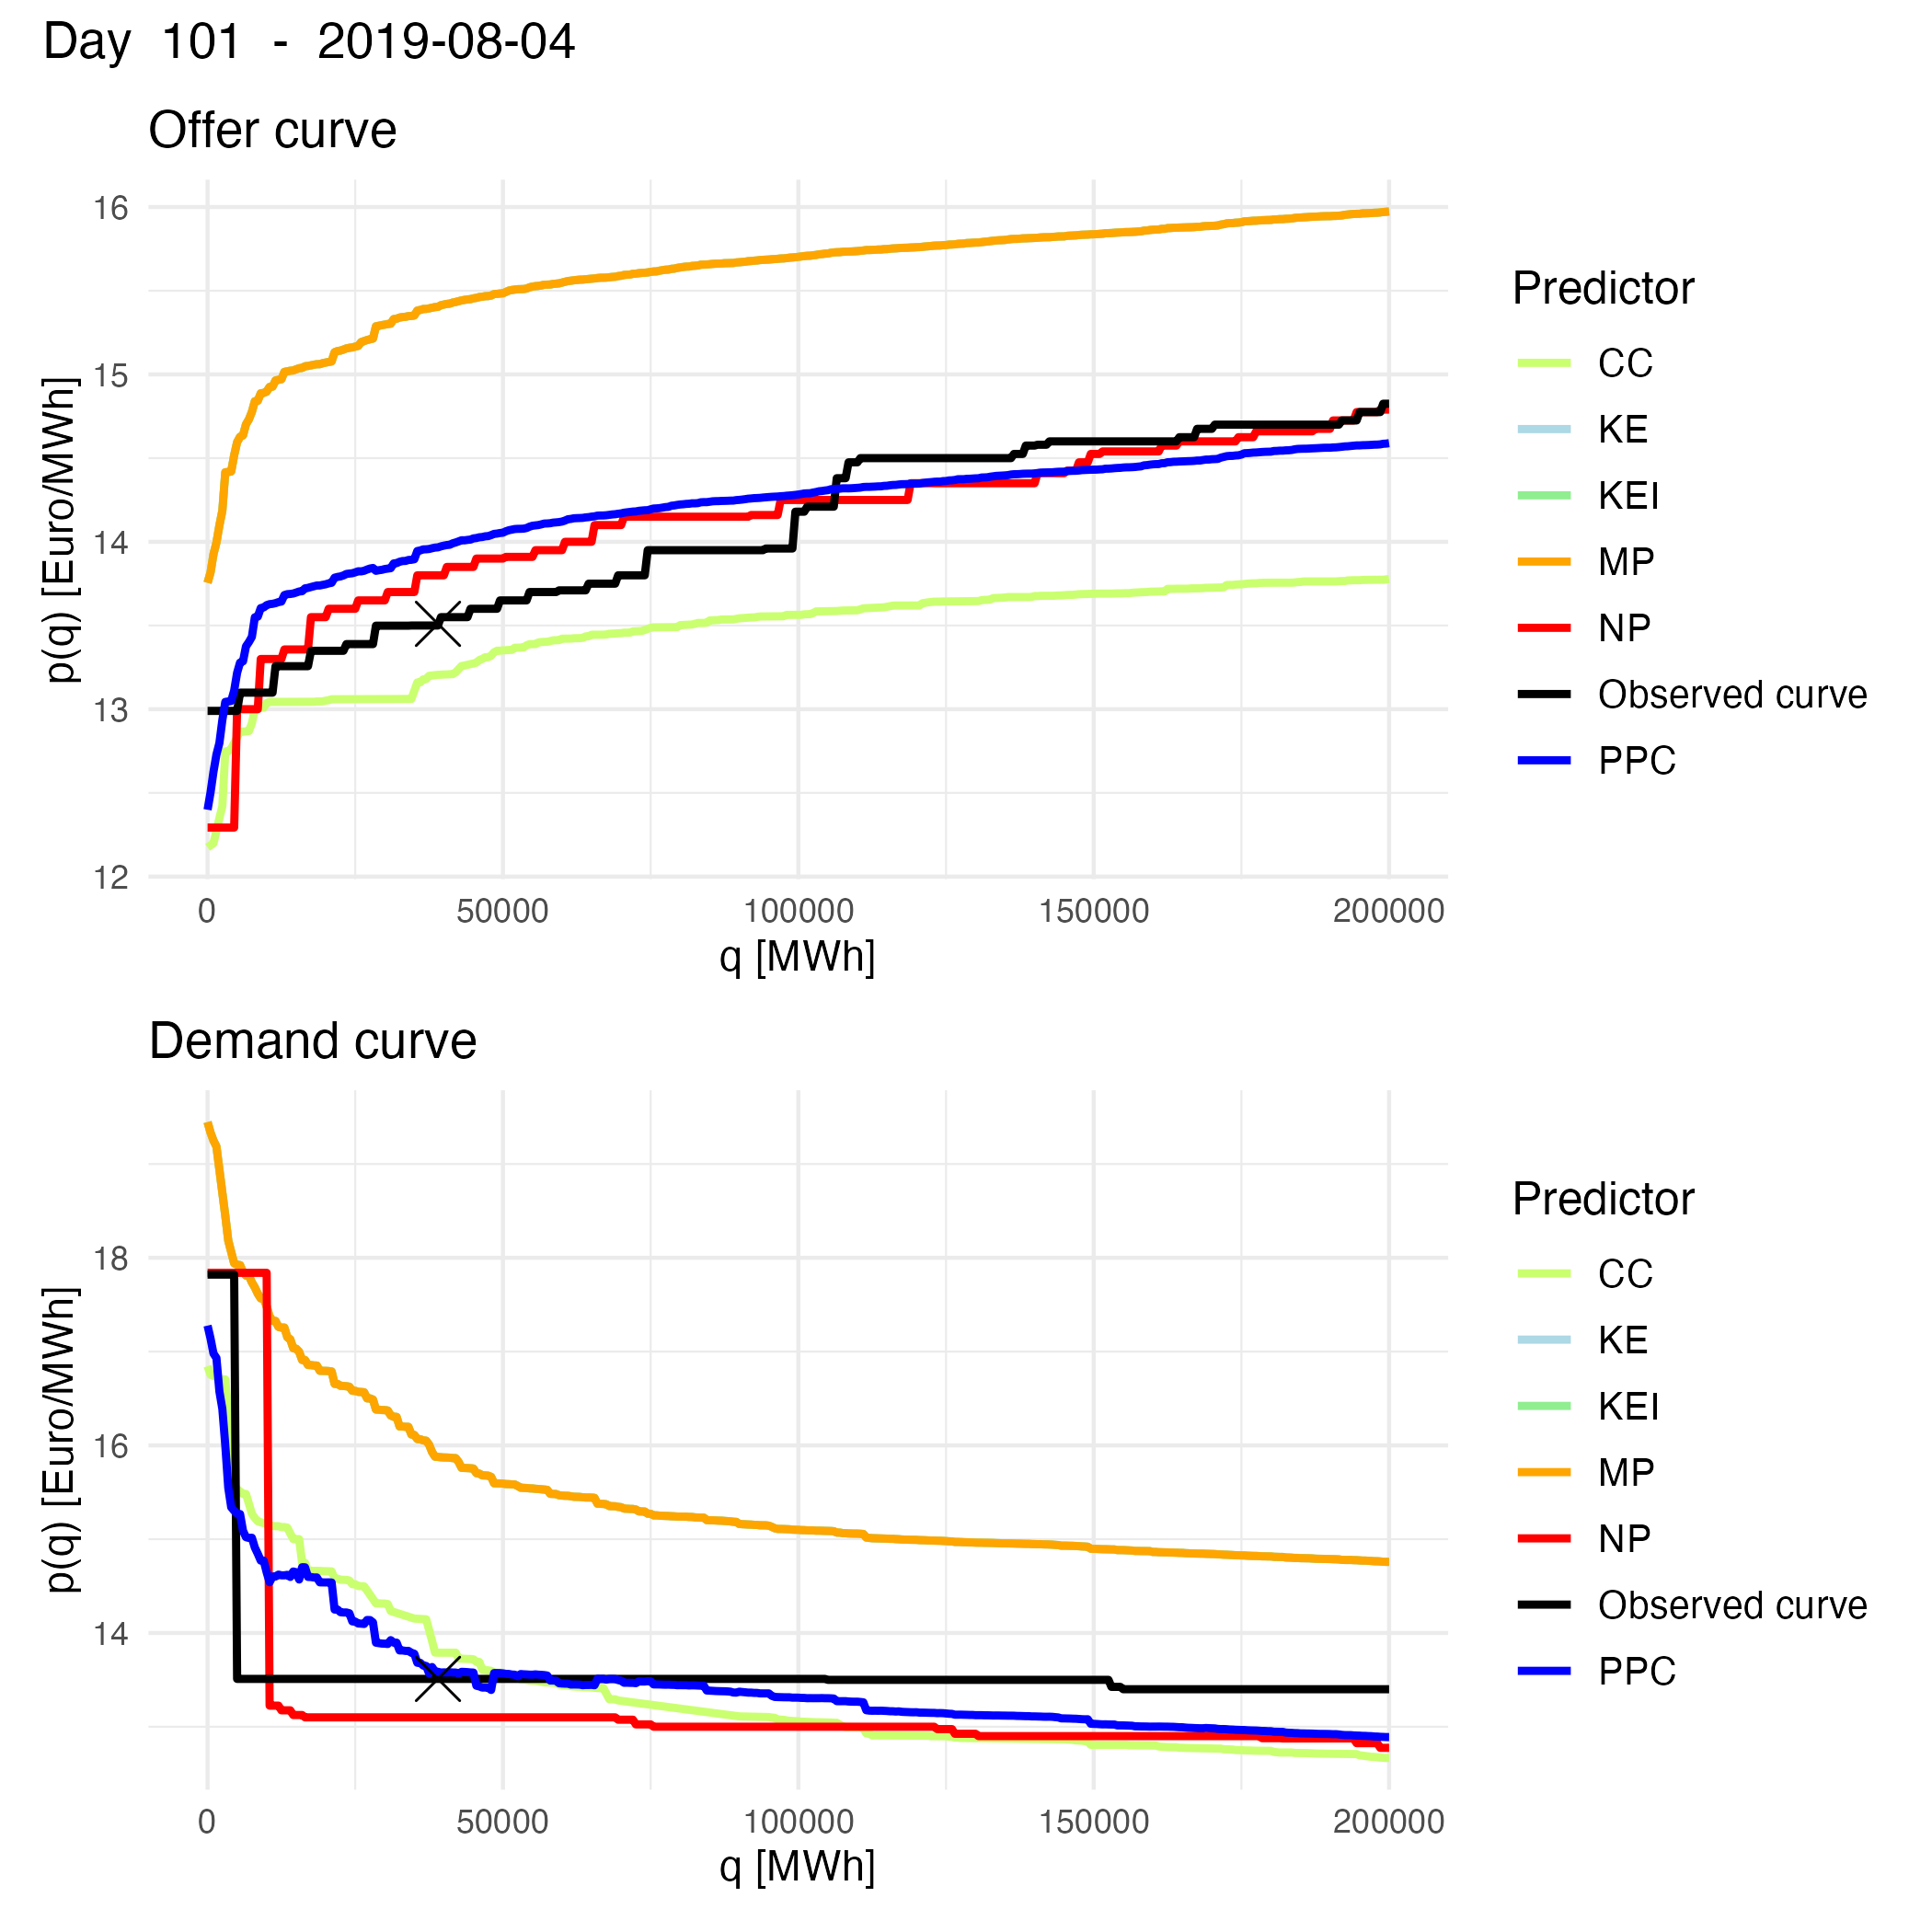 Day 101 - 2019-08-04
Offer curve
16
15
14
13
12
p(q) [Euro/MWh]
0 50000 100000 150000 200000
q [MWh]
Predictor
CC
KE
KEI
MP
NP
Observed curve
PPC
Demand curve
18
16
14
p(q) [Euro/MWh]
0 50000 100000 150000 200000
q [MWh]
Predictor
CC
KE
KEI
MP
NP
Observed curve
PPC